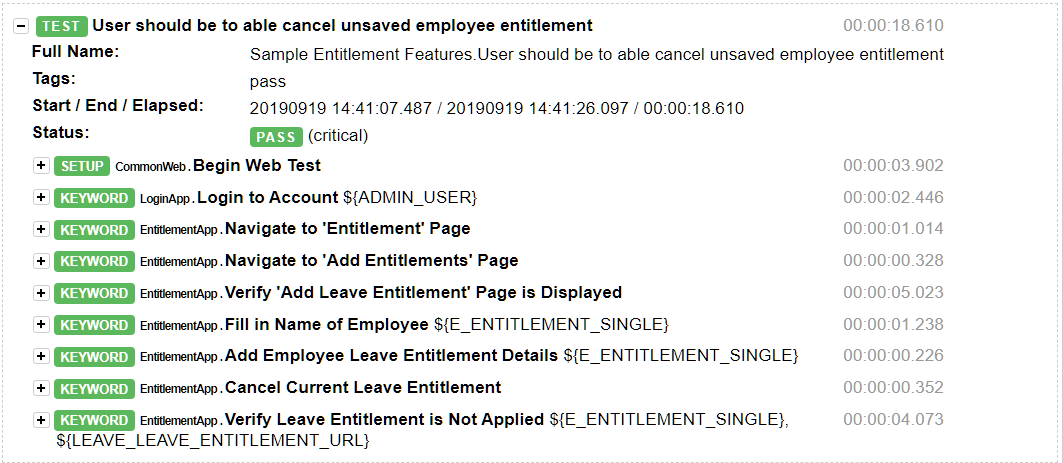 TEST User should be to able cancel unsaved employee entitlement 00:00:18.610
Full Name: Sample Entitlement Features.User should be to able cancel unsaved employee entitlement
Tags: pass
Start / End / Elapsed: 20190919 14:41:07.487 / 20190919 14:41:26.097 / 00:00:18.610
Status: PASS (critical)
+ SETUP CommonWeb.Begin Web Test 00:00:03.902
+ KEYWORD LoginApp.Login to Account ${ADMIN_USER} 00:00:02.446
+ KEYWORD EntitlementApp.Navigate to 'Entitlement' Page 00:00:01.014
+ KEYWORD EntitlementApp.Navigate to 'Add Entitlements' Page 00:00:00.328
+ KEYWORD EntitlementApp.Verify 'Add Leave Entitlement' Page is Displayed 00:00:05.023
+ KEYWORD EntitlementApp.Fill in Name of Employee ${E_ENTITLEMENT_SINGLE} 00:00:01.238
+ KEYWORD EntitlementApp.Add Employee Leave Entitlement Details ${E_ENTITLEMENT_SINGLE} 00:00:00.226
+ KEYWORD EntitlementApp.Cancel Current Leave Entitlement 00:00:00.352
+ KEYWORD EntitlementApp.Verify Leave Entitlement is Not Applied ${E_ENTITLEMENT_SINGLE}, 00:00:04.073
${LEAVE_LEAVE_ENTITLEMENT_URL}